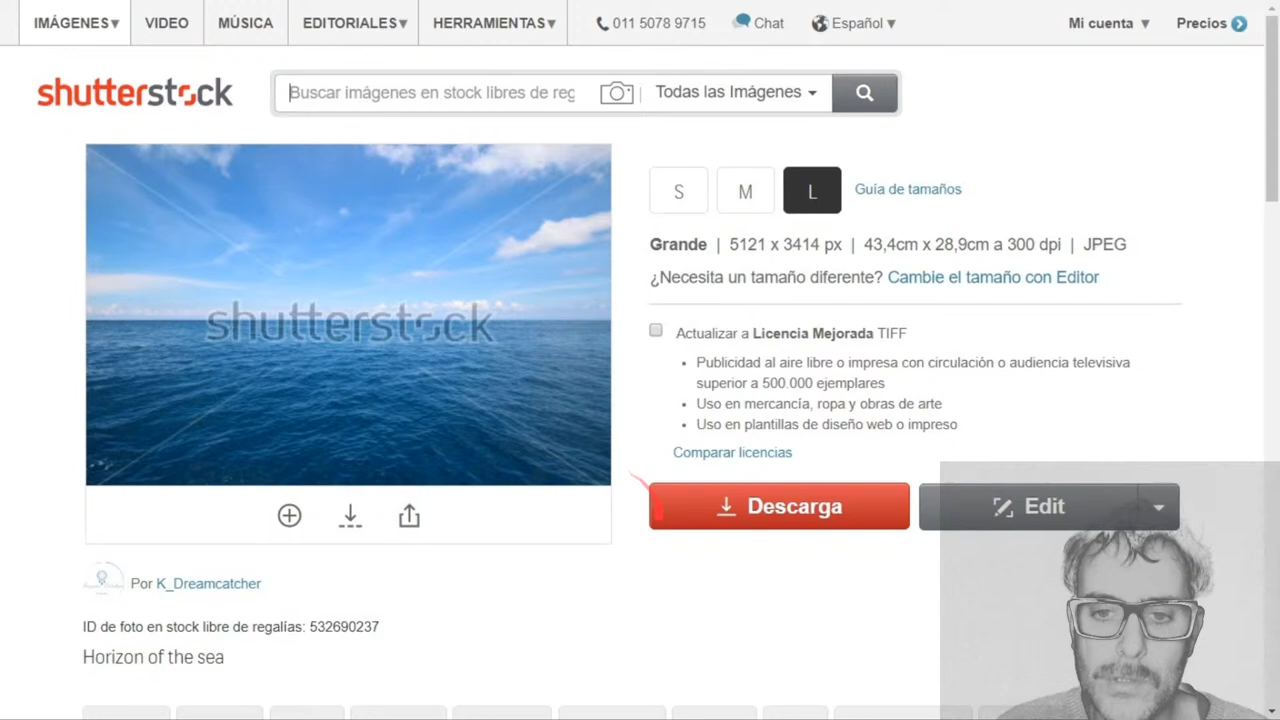 IMÁGENES▾ VIDEO MÚSICA EDITORIALES▾ HERRAMIENTAS▾ 011 5078 9715 Chat Español ▾ Mi cuenta ▾ Precios
shutterstock
Buscar imágenes en stock libres de reg Todas las Imágenes
S M L Guía de tamaños
Grande | 5121 x 3414 px | 43,4cm x 28,9cm a 300 dpi | JPEG
¿Necesita un tamaño diferente? Cambie el tamaño con Editor
shutterstock
Actualizar a Licencia Mejorada TIFF
• Publicidad al aire libre o impresa con circulación o audiencia televisiva
superior a 500.000 ejemplares
• Uso en mercancía, ropa y obras de arte
• Uso en plantillas de diseño web o impreso
Comparar licencias
Descarga Edit
Por K_Dreamcatcher
ID de foto en stock libre de regalías: 532690237
Horizon of the sea